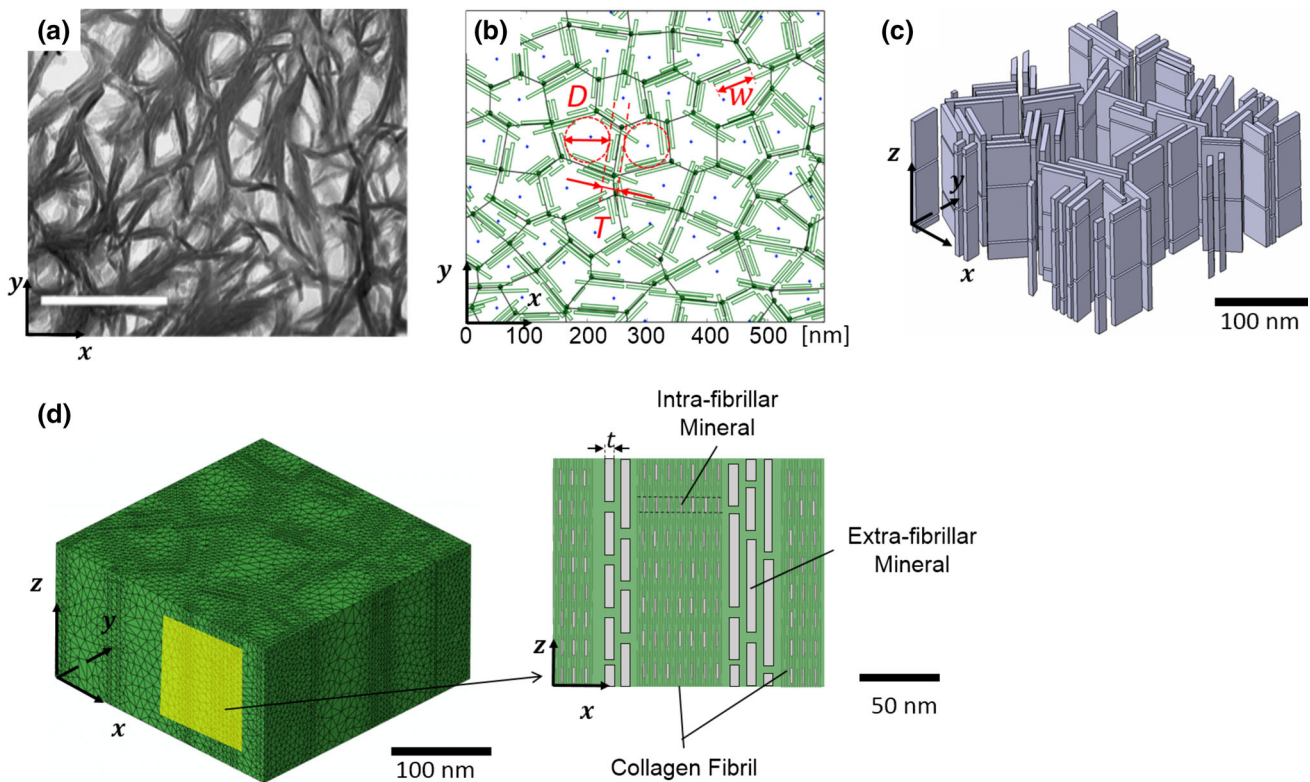 (a)
y
x
(b)
D
W
T
y
x
0 100 200 300 400 500 [nm]
(c)
z
y
x
100 nm
(d)
z
y
x
100 nm
Intra-fibrillar
Mineral
t
Extra-fibrillar
Mineral
z
x
50 nm
Collagen Fibril